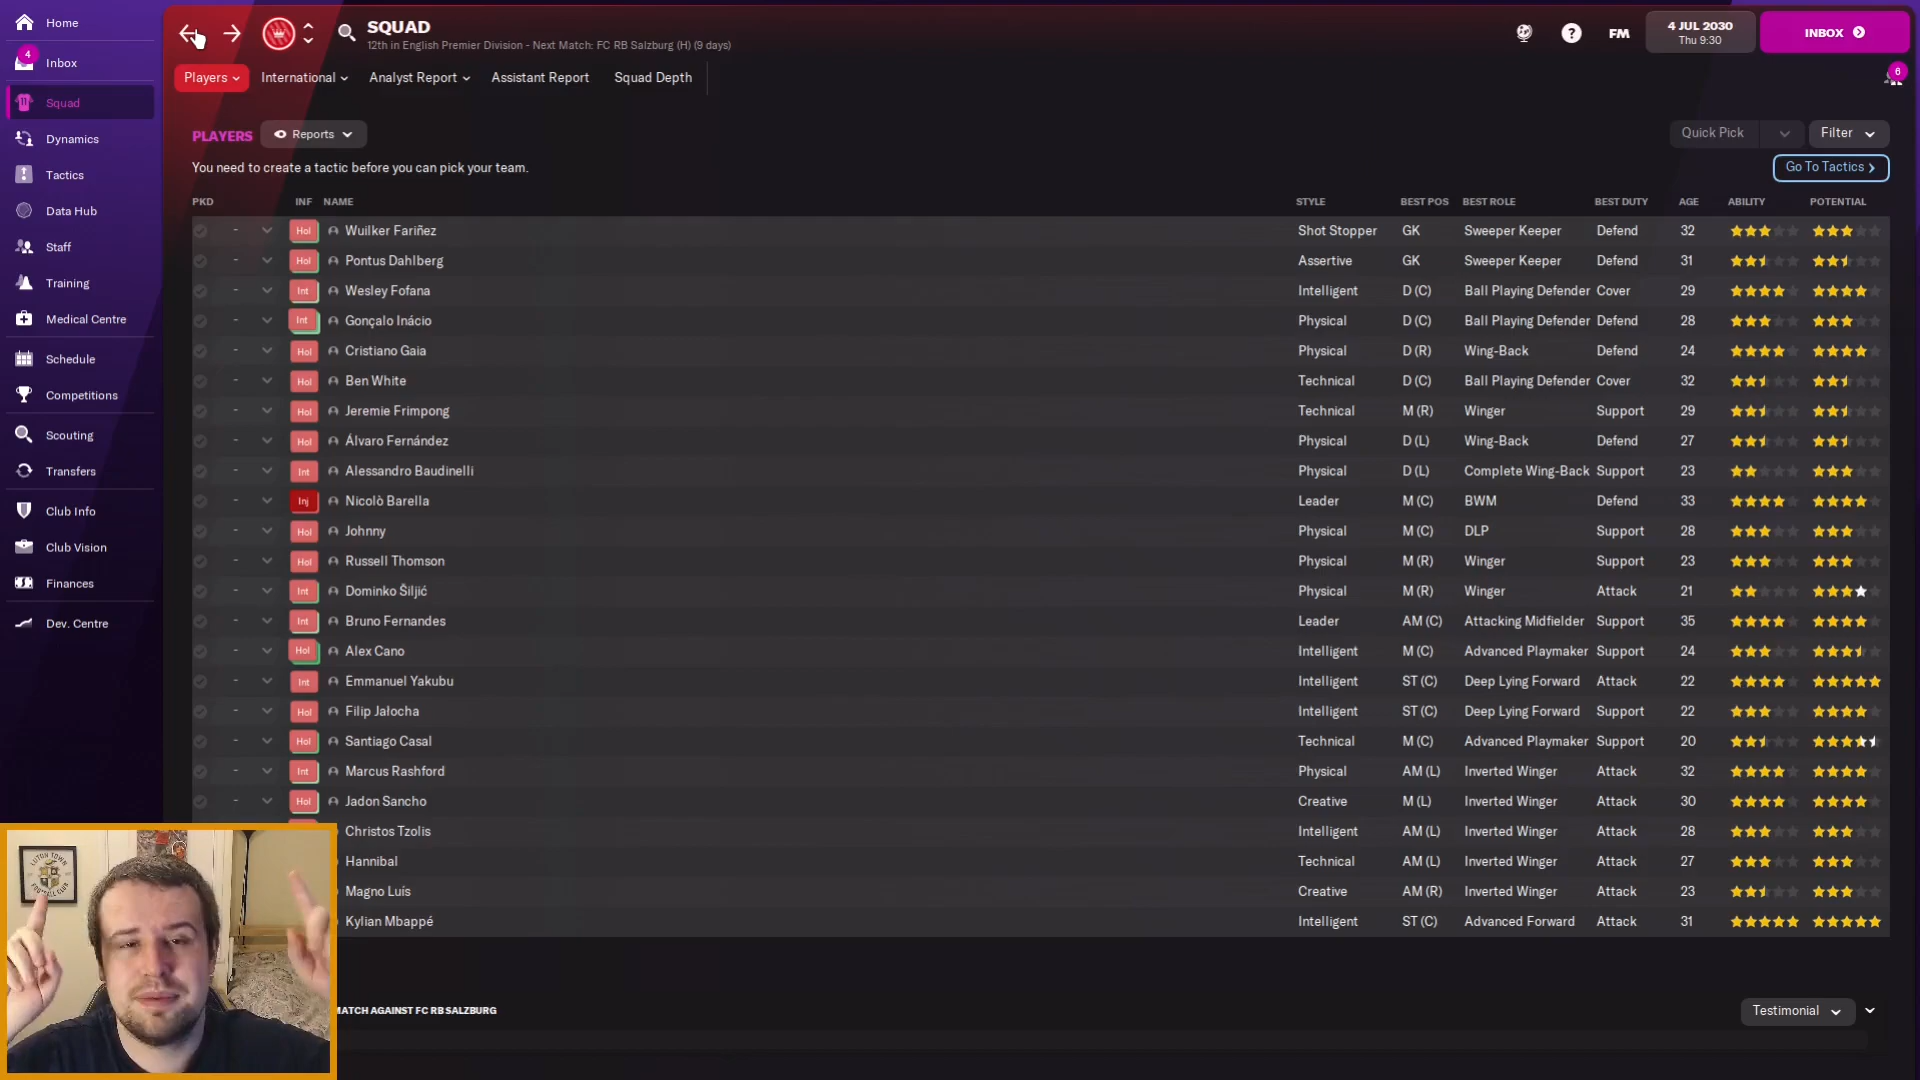 Home
4
Inbox
Squad
Dynamics
Tactics
Data Hub
Staff
Training
Medical Centre
Schedule
Competitions
Scouting
Transfers
Club Info
Club Vision
Finances
Dev. Centre
SQUAD
12th in English Premier Division - Next Match: FC RB Salzburg (H) (9 days)
?
FM
4 JUL 2030
Thu 9:30
INBOX
Players
International
Analyst Report
Assistant Report
Squad Depth
6
PLAYERS
Reports
Quick Pick
Filter
You need to create a tactic before you can pick your team.
Go To Tactics
PKD INF NAME STYLE BEST POS BEST ROLE BEST DUTY AGE ABILITY POTENTIAL
- Hol Wuilker Fariñez Shot Stopper GK Sweeper Keeper Defend 32
- Hol Pontus Dahlberg Assertive GK Sweeper Keeper Defend 31
- Int Wesley Fofana Intelligent D (C) Ball Playing Defender Cover 29
- Int Gonçalo Inácio Physical D (C) Ball Playing Defender Defend 28
- Hol Cristiano Gaia Physical D (R) Wing-Back Defend 24
- Hol Ben White Technical D (C) Ball Playing Defender Cover 32
- Hol Jeremie Frimpong Technical M (R) Winger Support 29
- Hol Álvaro Fernández Physical D (L) Wing-Back Defend 27
- Int Alessandro Baudinelli Physical D (L) Complete Wing-Back Support 23
- Inj Nicolò Barella Leader M (C) BWM Defend 33
- Hol Johnny Physical M (C) DLP Support 28
- Hol Russell Thomson Physical M (R) Winger Support 23
- Int Dominko Šiljić Physical M (R) Winger Attack 21
- Int Bruno Fernandes Leader AM (C) Attacking Midfielder Support 35
- Hol Alex Cano Intelligent M (C) Advanced Playmaker Support 24
- Int Emmanuel Yakubu Intelligent ST (C) Deep Lying Forward Attack 22
- Hol Filip Jałocha Intelligent ST (C) Deep Lying Forward Support 22
- Hol Santiago Casal Technical M (C) Advanced Playmaker Support 20
- Int Marcus Rashford Physical AM (L) Inverted Winger Attack 32
- Hol Jadon Sancho Creative M (L) Inverted Winger Attack 30
Christos Tzolis Intelligent AM (L) Inverted Winger Attack 28
Hannibal Technical AM (L) Inverted Winger Attack 27
Magno Luís Creative AM (R) Inverted Winger Attack 23
Kylian Mbappé Intelligent ST (C) Advanced Forward Attack 31
MATCH AGAINST FC RB SALZBURG
Testimonial
LUTON TOWN
FOOTBALL CLUB